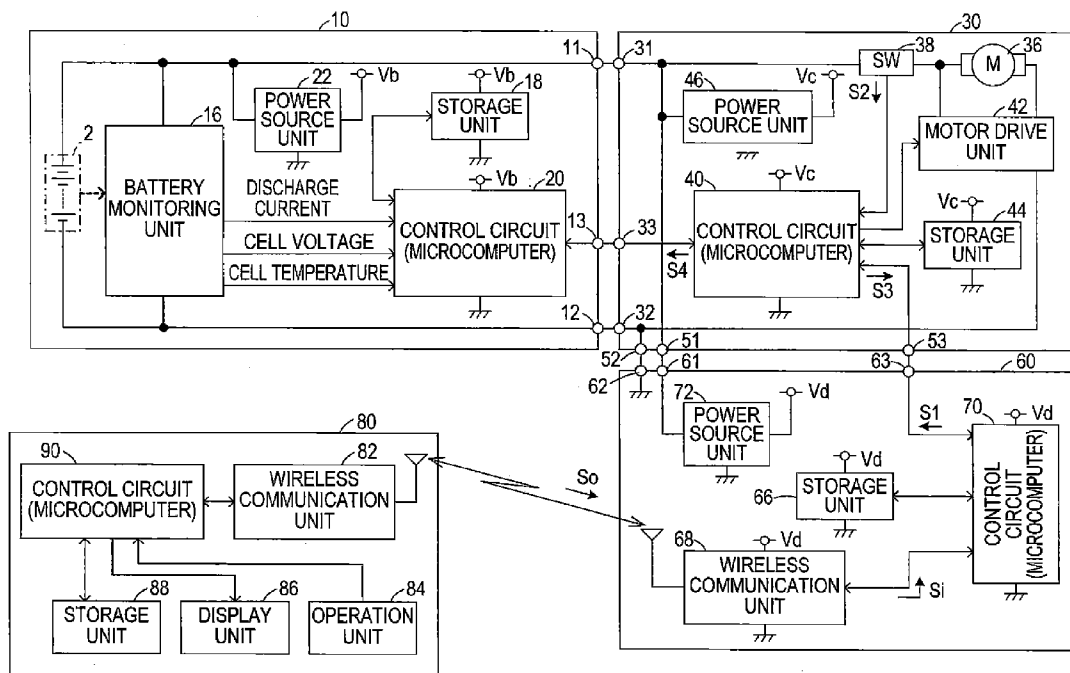 10
30
11
31
38
SW
36
M
S2
Vb
22
POWER
SOURCE
UNIT
Vb
18
STORAGE
UNIT
46
POWER
SOURCE UNIT
Vc
42
MOTOR DRIVE
UNIT
2
16
BATTERY
MONITORING
UNIT
DISCHARGE
CURRENT
CELL VOLTAGE
CELL TEMPERATURE
Vb
20
CONTROL CIRCUIT
(MICROCOMPUTER)
13
33
S4
40
Vc
CONTROL CIRCUIT
(MICROCOMPUTER)
S3
Vc
44
STORAGE
UNIT
12
32
52
51
53
62
61
63
60
72
POWER
SOURCE
UNIT
Vd
S1
70
Vd
CONTROL
CIRCUIT
(MICROCOMPUTER)
Vd
66
STORAGE
UNIT
80
90
CONTROL CIRCUIT
(MICROCOMPUTER)
82
WIRELESS
COMMUNICATION
UNIT
So
68
Vd
WIRELESS
COMMUNICATION
UNIT
Si
88
STORAGE
UNIT
86
DISPLAY
UNIT
84
OPERATION
UNIT